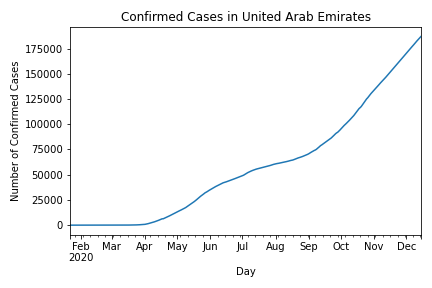 Confirmed Cases in United Arab Emirates
Number of Confirmed Cases
175000
150000
125000
100000
75000
50000
25000
0
Feb Mar Apr May Jun Jul Aug Sep Oct Nov Dec
2020
Day